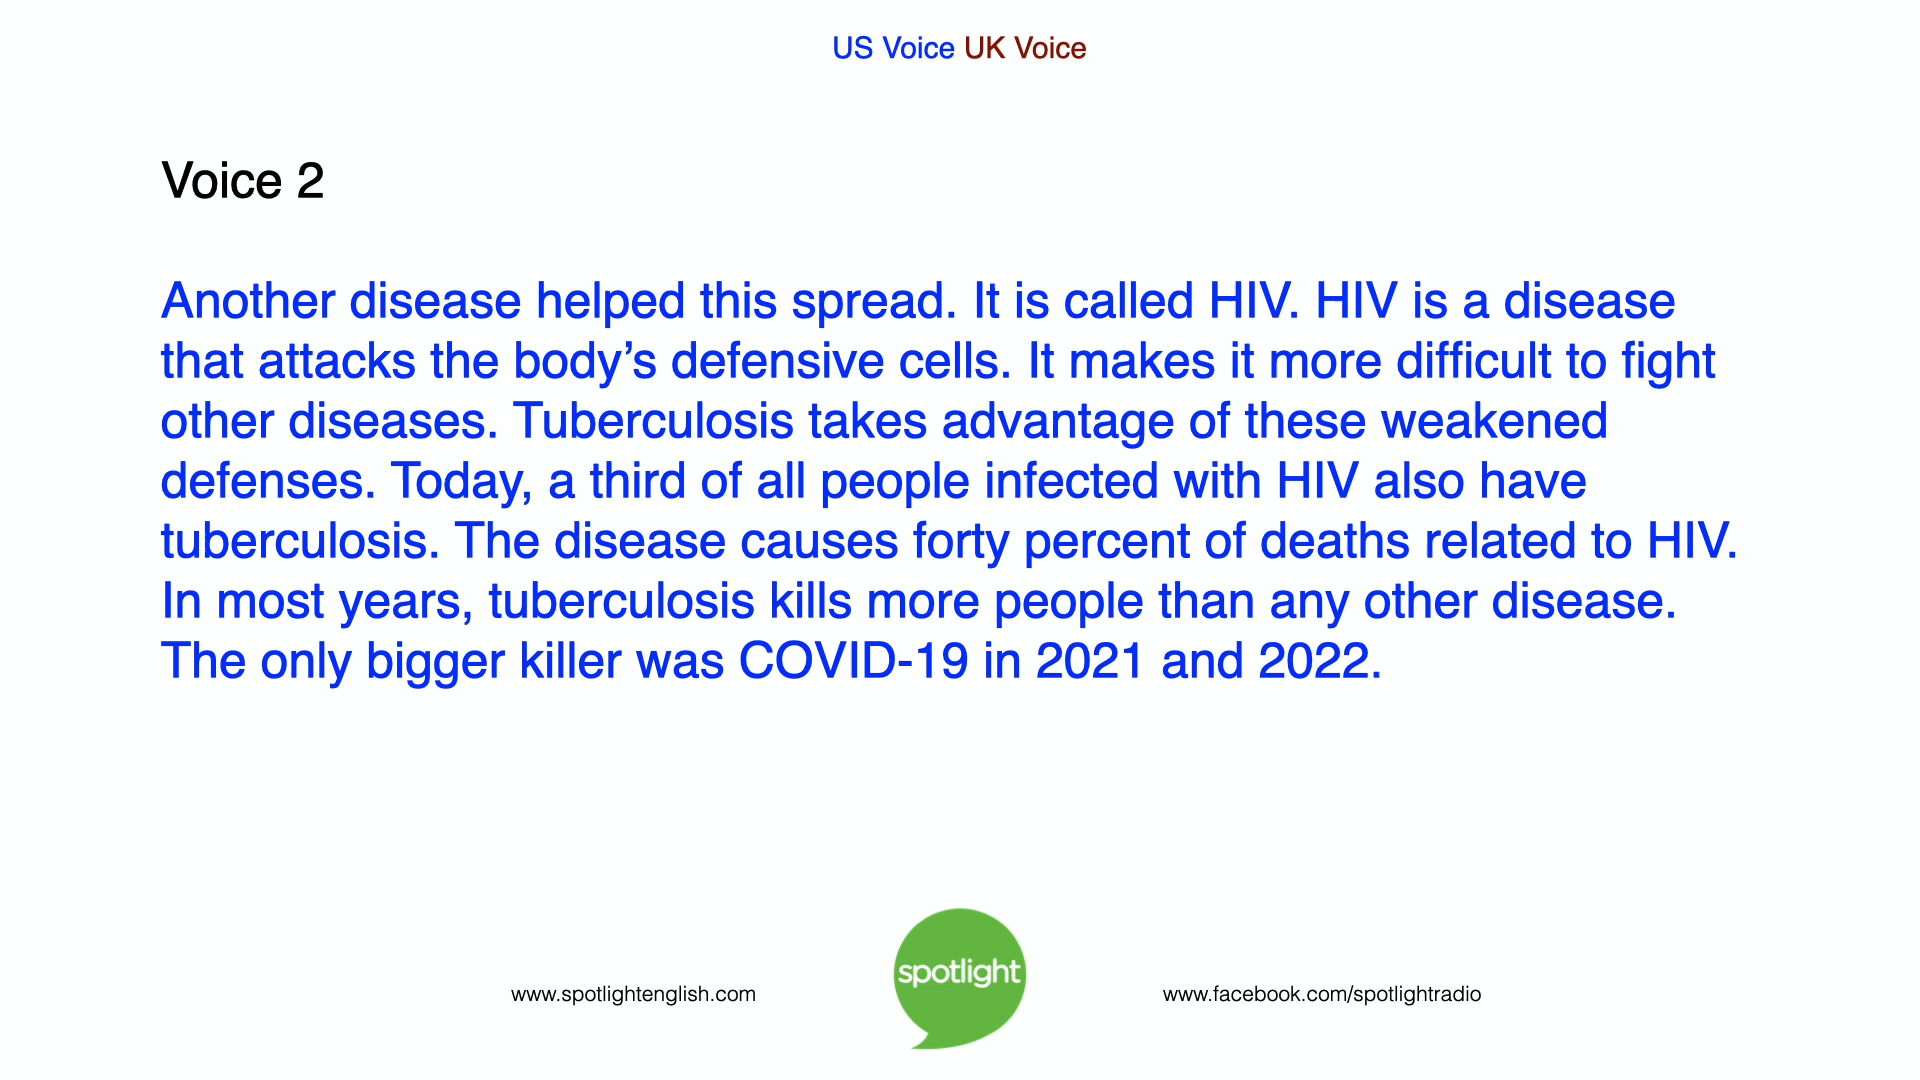 US Voice UK Voice
Voice 2
Another disease helped this spread. It is called HIV. HIV is a disease
that attacks the body’s defensive cells. It makes it more difficult to fight
other diseases. Tuberculosis takes advantage of these weakened
defenses. Today, a third of all people infected with HIV also have
tuberculosis. The disease causes forty percent of deaths related to HIV.
In most years, tuberculosis kills more people than any other disease.
The only bigger killer was COVID-19 in 2021 and 2022.
spotlight
www.spotlightenglish.com
www.facebook.com/spotlightradio